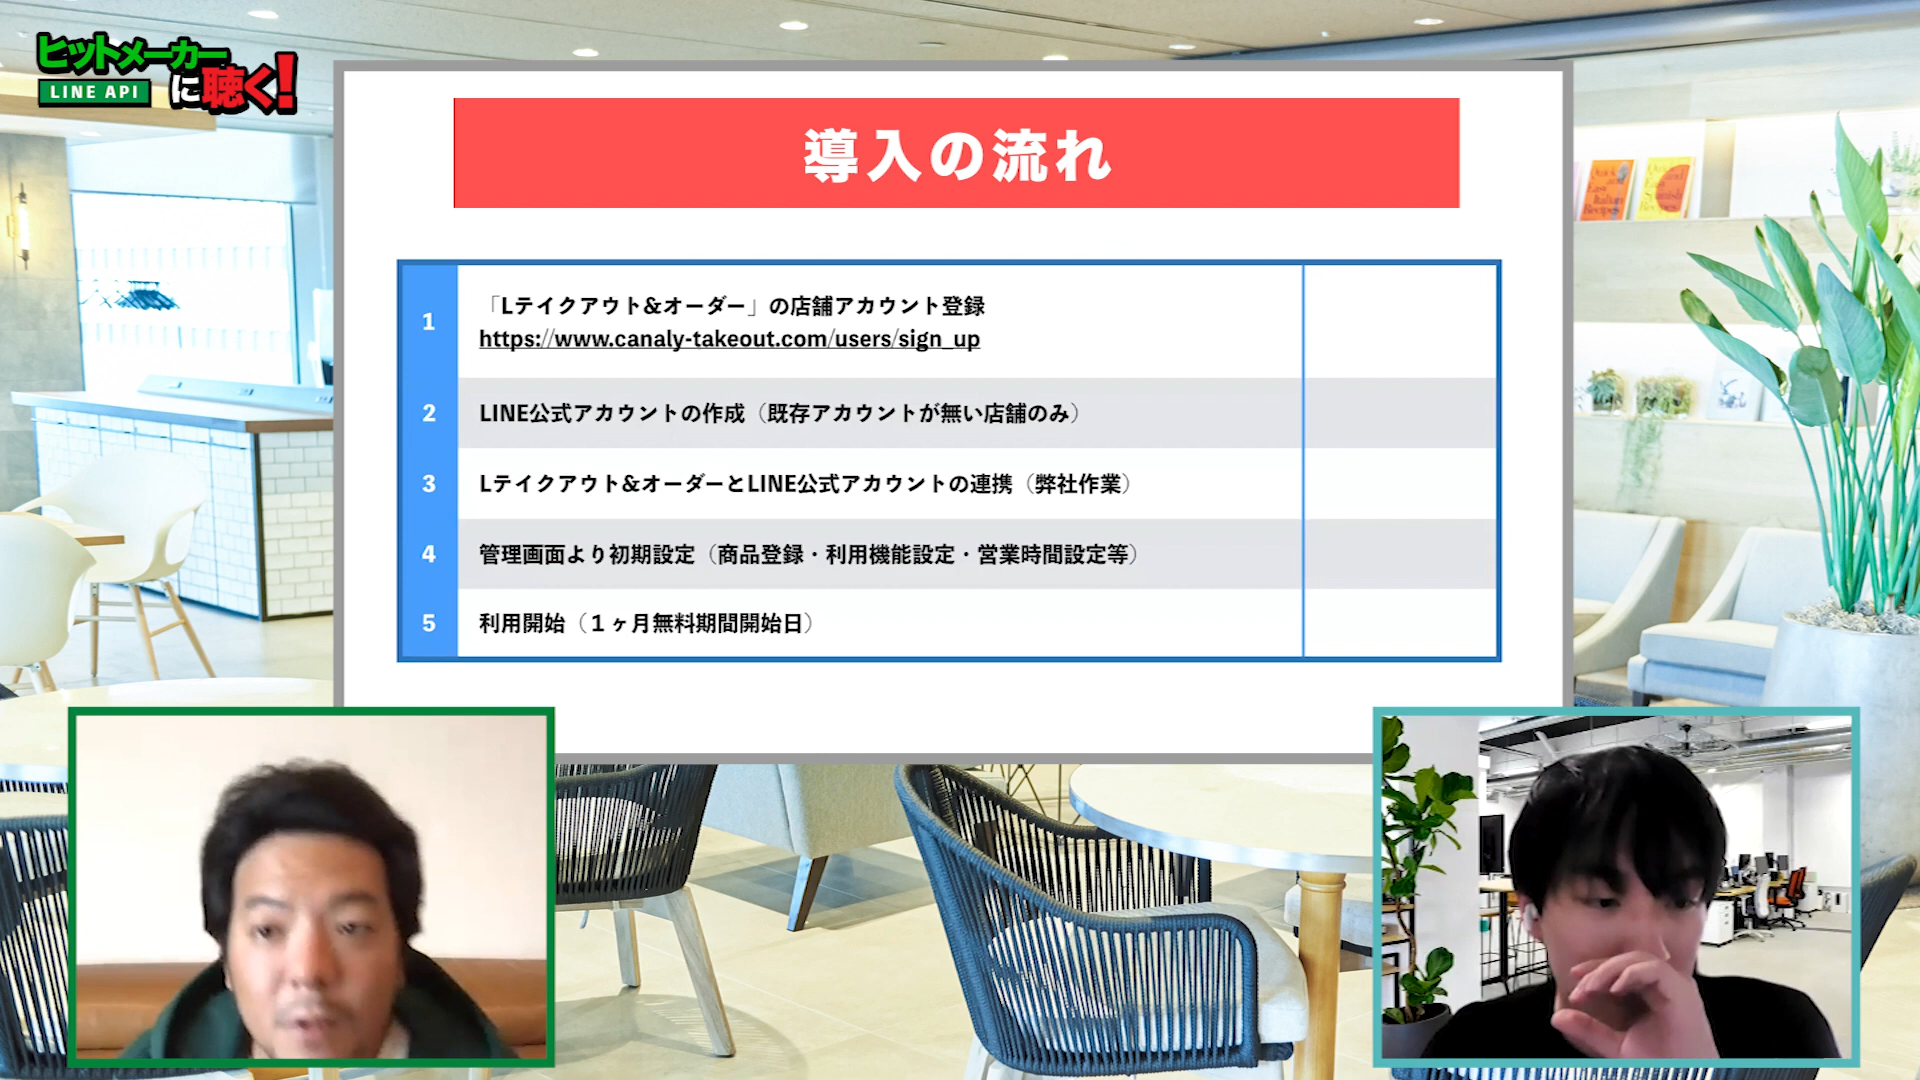 ヒットメーカー
に聴く!
LINE API
導入の流れ
1
「Lテイクアウト&オーダー」の店舗アカウント登録
https://www.canaly-takeout.com/users/sign_up
2
LINE公式アカウントの作成（既存アカウントが無い店舗のみ）
3
Lテイクアウト&オーダーとLINE公式アカウントの連携（弊社作業）
4
管理画面より初期設定（商品登録・利用機能設定・営業時間設定等）
5
利用開始（１ヶ月無料期間開始日）